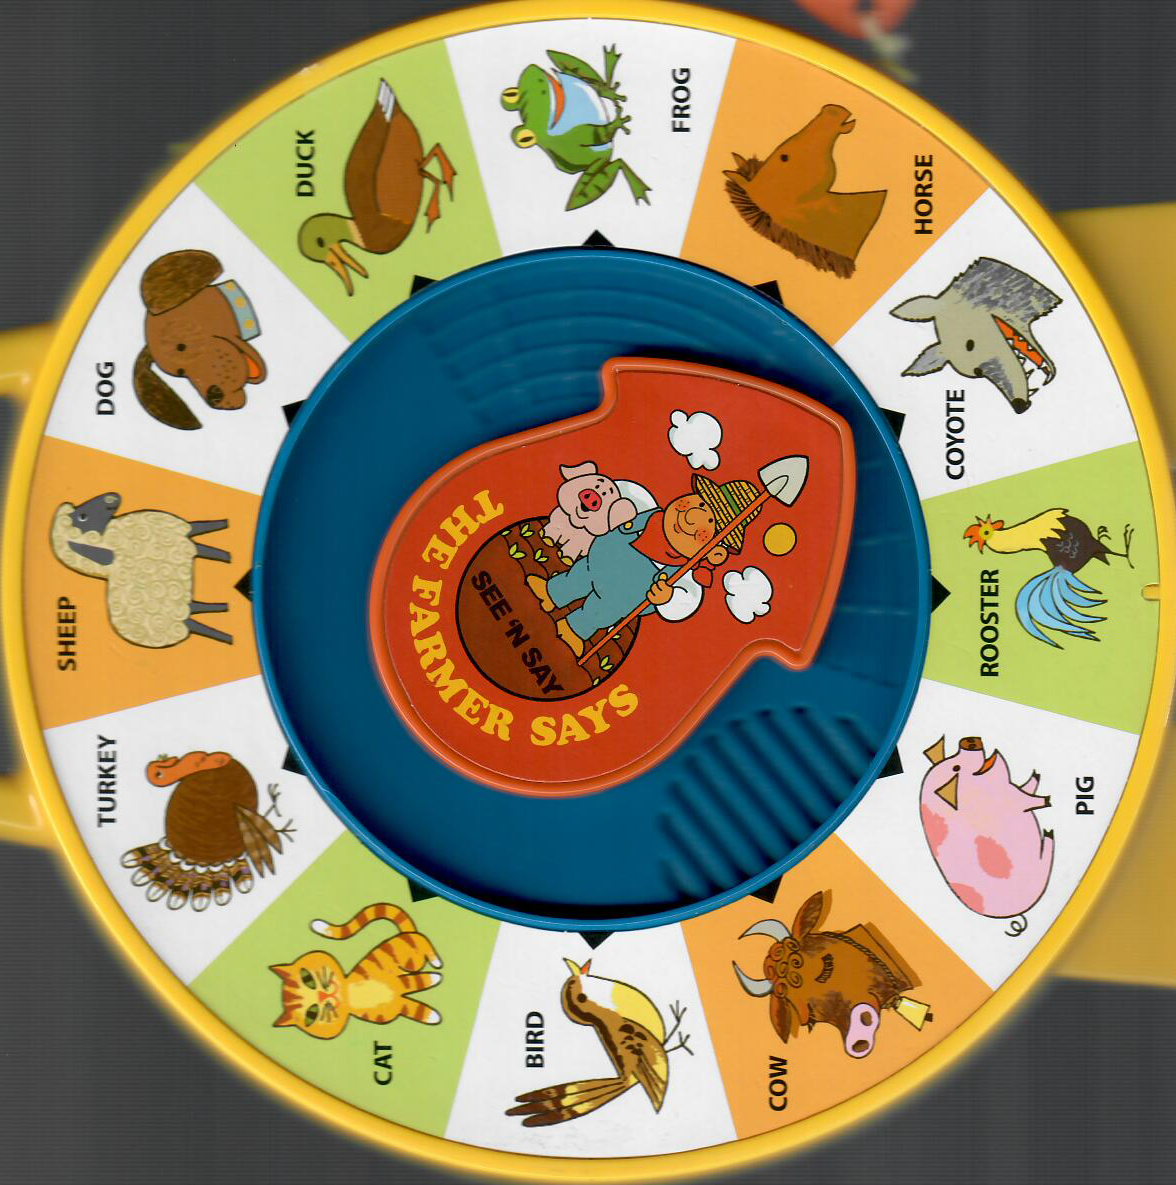 FROG
HORSE
COYOTE
ROOSTER
PIG
COW
BIRD
CAT
TURKEY
SHEEP
DOG
DUCK
THE FARMER SAYS
SEE 'N SAY